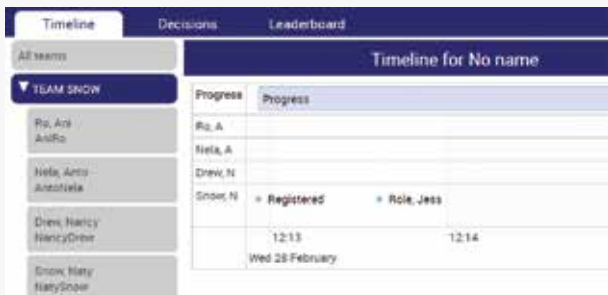 Timeline Decisions Leaderboard
All teams
Timeline for No name
TEAM SNOW
Progress Progress
Ro, Ani
AniRo
Ro, A
Nela, A
Nela, Anto
AntoNela
Drew, N
Snow, N Registered Role, Jess
Drew, Nancy
NancyDrew
12:13 12:14
Wed 28 February
Snow, Naty
NatySnow